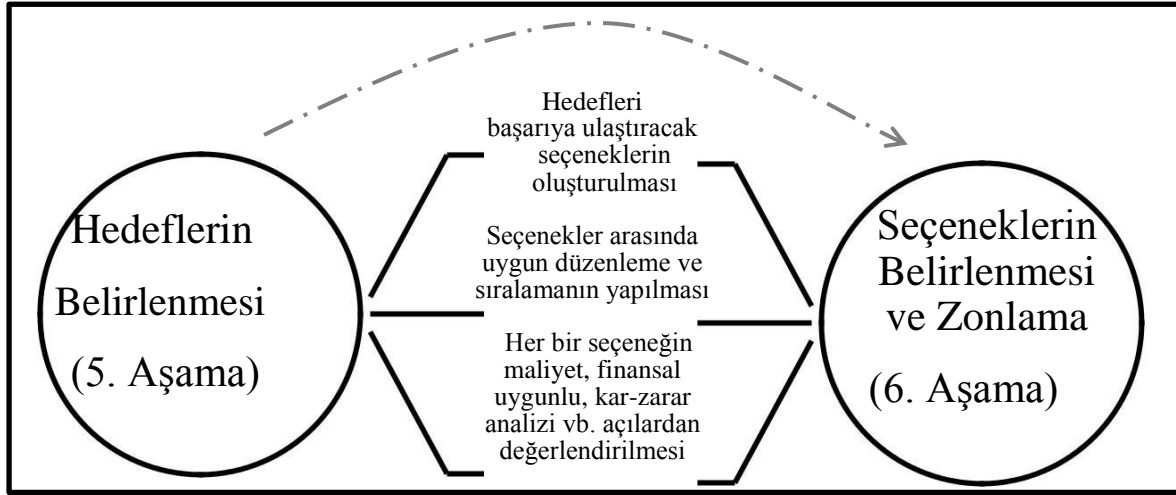 Hedeflerin
Belirlenmesi
(5. Aşama)
Hedefleri
başarıya ulaştıracak
seçeneklerin
oluşturulması
Seçenekler arasında
uygun düzenleme ve
sıralamanın yapılması
Her bir seçeneğin
maliyet, finansal
uygunlu, kar-zarar
analizi vb. açılardan
değerlendirilmesi
Seçeneklerin
Belirlenmesi
ve Zonlama
(6. Aşama)